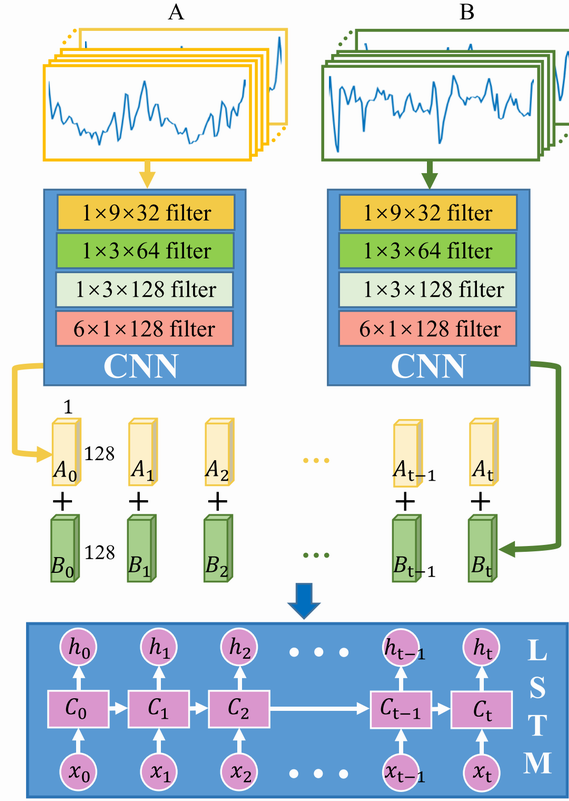 A B
1×9×32 filter 1×9×32 filter
1×3×64 filter 1×3×64 filter
1×3×128 filter 1×3×128 filter
6×1×128 filter 6×1×128 filter
CNN CNN
1
128
A₀ A₁ A₂ ... Aₜ₋₁ Aₜ
+ + + + +
128
B₀ B₁ B₂ ... Bₜ₋₁ Bₜ
h₀ h₁ h₂ ... hₜ₋₁ hₜ
C₀ C₁ C₂ Cₜ₋₁ Cₜ
x₀ x₁ x₂ ... xₜ₋₁ xₜ
LSTM